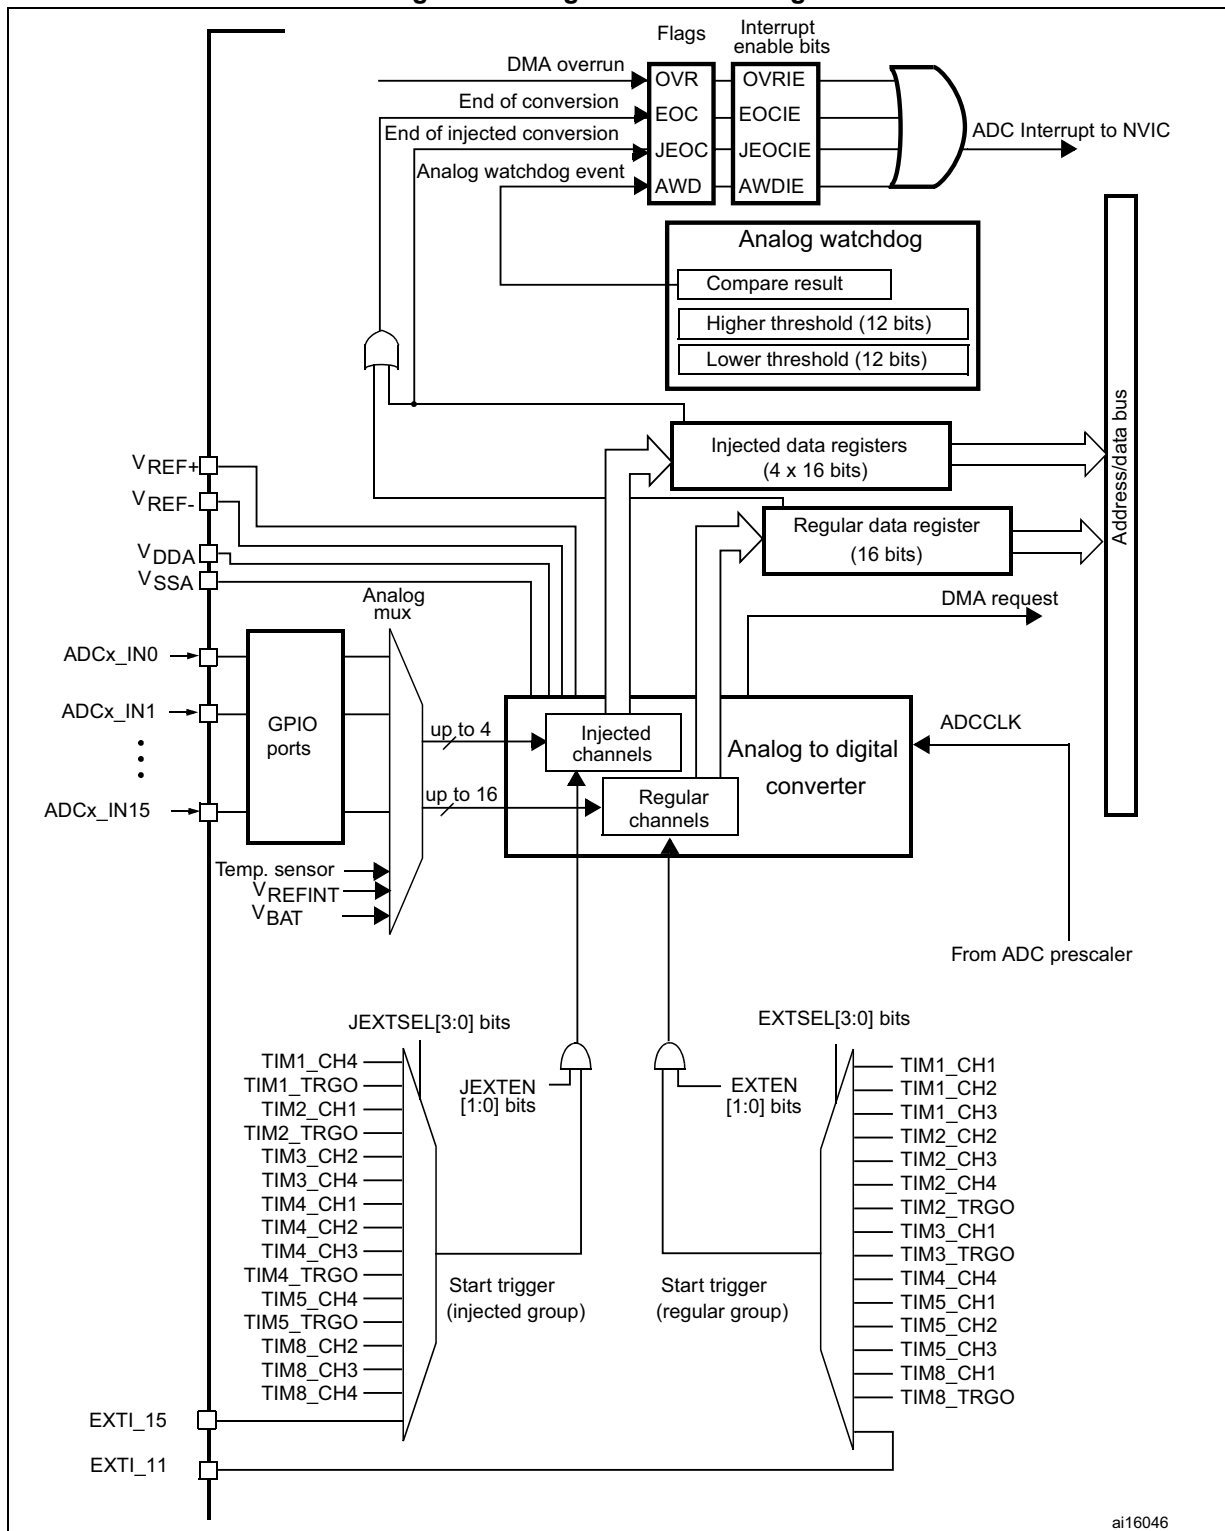 Flags
Interrupt
enable bits
DMA overrun
OVR
OVRIE
End of conversion
EOC
EOCIE
End of injected conversion
JEOC
JEOCIE
ADC Interrupt to NVIC
Analog watchdog event
AWD
AWDIE
Analog watchdog
Compare result
Higher threshold (12 bits)
Lower threshold (12 bits)
Address/data bus
Injected data registers
(4 x 16 bits)
VREF+
VREF-
Regular data register
(16 bits)
VDDA
VSSA
Analog
mux
DMA request
ADCx_IN0
ADCx_IN1
ADCx_IN15
GPIO
ports
up to 4
up to 16
Injected
channels
Regular
channels
Analog to digital
converter
ADCCLK
Temp. sensor
VREFINT
VBAT
From ADC prescaler
JEXTSEL[3:0] bits
EXTSEL[3:0] bits
TIM1_CH4
TIM1_TRGO
TIM2_CH1
TIM2_TRGO
TIM3_CH2
TIM3_CH4
TIM4_CH1
TIM4_CH2
TIM4_CH3
TIM4_TRGO
TIM5_CH4
TIM5_TRGO
TIM8_CH2
TIM8_CH3
TIM8_CH4
JEXTEN
[1:0] bits
EXTEN
[1:0] bits
Start trigger
(injected group)
Start trigger
(regular group)
TIM1_CH1
TIM1_CH2
TIM1_CH3
TIM2_CH2
TIM2_CH3
TIM2_CH4
TIM2_TRGO
TIM3_CH1
TIM3_TRGO
TIM4_CH4
TIM5_CH1
TIM5_CH2
TIM5_CH3
TIM8_CH1
TIM8_TRGO
EXTI_15
EXTI_11
ai16046